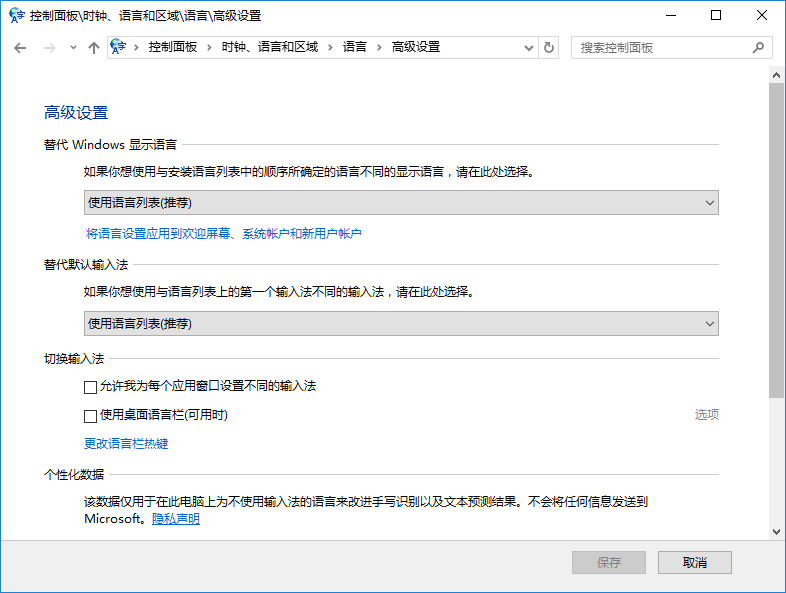 控制面板\时钟、语言和区域\语言\高级设置
控制面板 › 时钟、语言和区域 › 语言 › 高级设置
搜索控制面板
高级设置
替代 Windows 显示语言
如果你想使用与安装语言列表中的顺序所确定的语言不同的显示语言，请在此处选择。
使用语言列表(推荐)
将语言设置应用到欢迎屏幕、系统帐户和新用户帐户
替代默认输入法
如果你想使用与语言列表上的第一个输入法不同的输入法，请在此处选择。
使用语言列表(推荐)
切换输入法
允许我为每个应用窗口设置不同的输入法
使用桌面语言栏(可用时)
选项
更改语言栏热键
个性化数据
该数据仅用于在此电脑上为不使用输入法的语言来改进手写识别以及文本预测结果。不会将任何信息发送到
Microsoft。隐私声明
保存
取消